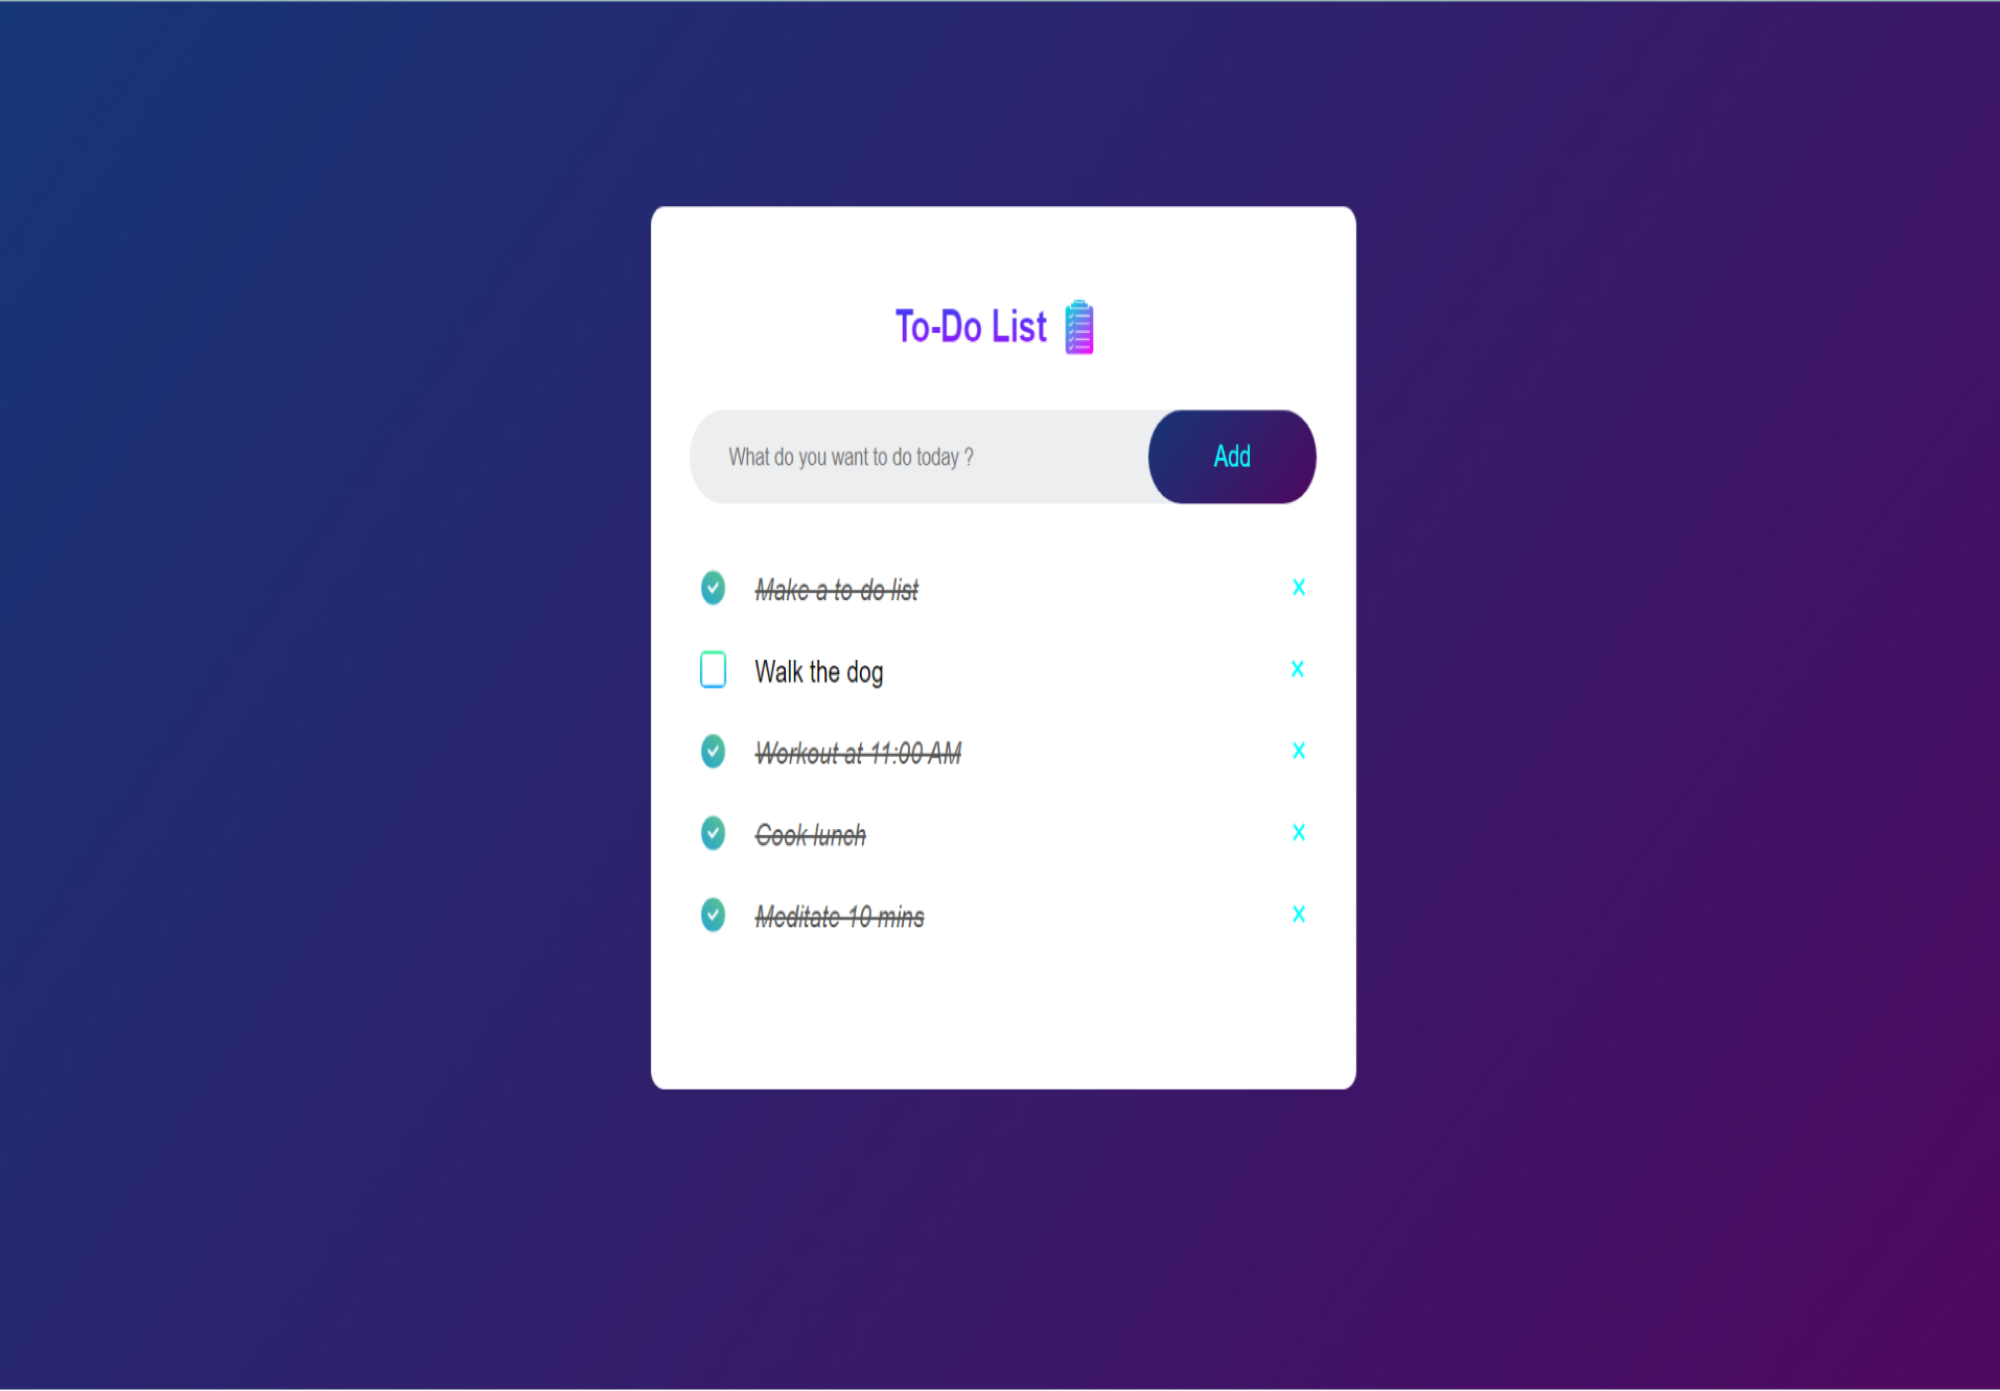 To-Do List
What do you want to do today ?
Add
Make a to do list
Walk the dog
Workout at 11:00 AM
Cook lunch
Meditate 10 mins